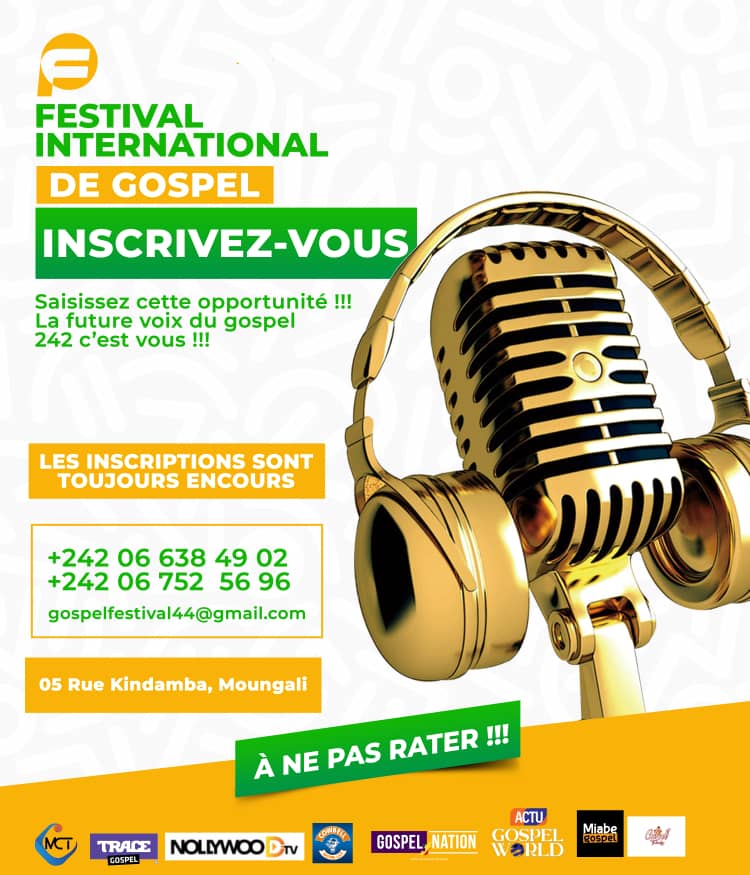 FESTIVAL
INTERNATIONAL
DE GOSPEL
INSCRIVEZ-VOUS
Saisissez cette opportunité !!!
La future voix du gospel
242 c’est vous !!!
LES INSCRIPTIONS SONT
TOUJOURS ENCOURS
+242 06 638 49 02
+242 06 752 56 96
gospelfestival44@gmail.com
05 Rue Kindamba, Moungali
À NE PAS RATER !!!
MCT
TRACE
GOSPEL
NOLLYWOOD TV
COWBELL
GOSPEL NATION
ACTU
GOSPEL
WORLD
Miabe
Gospel